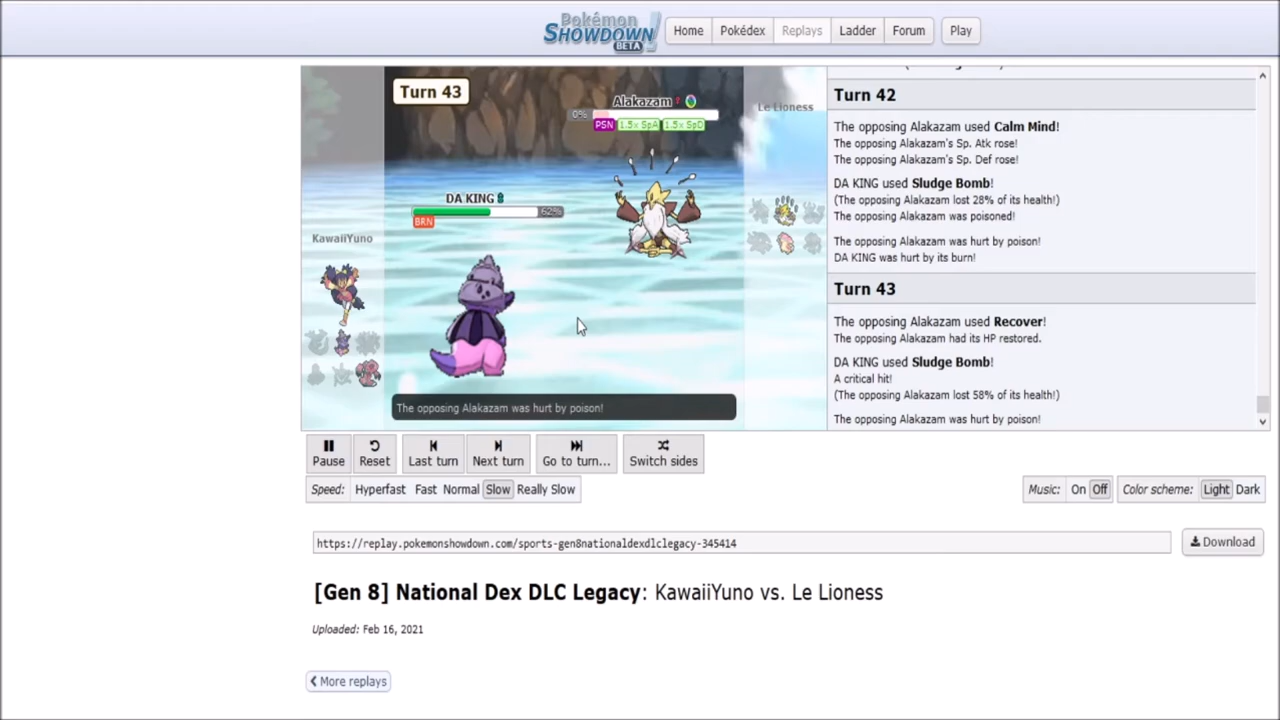 Pokémon
SHOWDOWN!
BETA
Home
Pokédex
Replays
Ladder
Forum
Play
Turn 43
Alakazam
0%
PSN
1.5× SpA
1.5× SpD
Le Lioness
DA KING
62%
BRN
KawaiiYuno
The opposing Alakazam was hurt by poison!
Turn 42
The opposing Alakazam used Calm Mind!
The opposing Alakazam's Sp. Atk rose!
The opposing Alakazam's Sp. Def rose!
DA KING used Sludge Bomb!
(The opposing Alakazam lost 28% of its health!)
The opposing Alakazam was poisoned!
The opposing Alakazam was hurt by poison!
DA KING was hurt by its burn!
Turn 43
The opposing Alakazam used Recover!
The opposing Alakazam had its HP restored.
DA KING used Sludge Bomb!
A critical hit!
(The opposing Alakazam lost 58% of its health!)
The opposing Alakazam was hurt by poison!
Pause
Reset
Last turn
Next turn
Go to turn...
Switch sides
Speed: Hyperfast Fast Normal Slow Really Slow
Music: On Off
Color scheme: Light Dark
https://replay.pokemonshowdown.com/sports-gen8nationaldexdlclegacy-345414
Download
[Gen 8] National Dex DLC Legacy: KawaiiYuno vs. Le Lioness
Uploaded: Feb 16, 2021
More replays